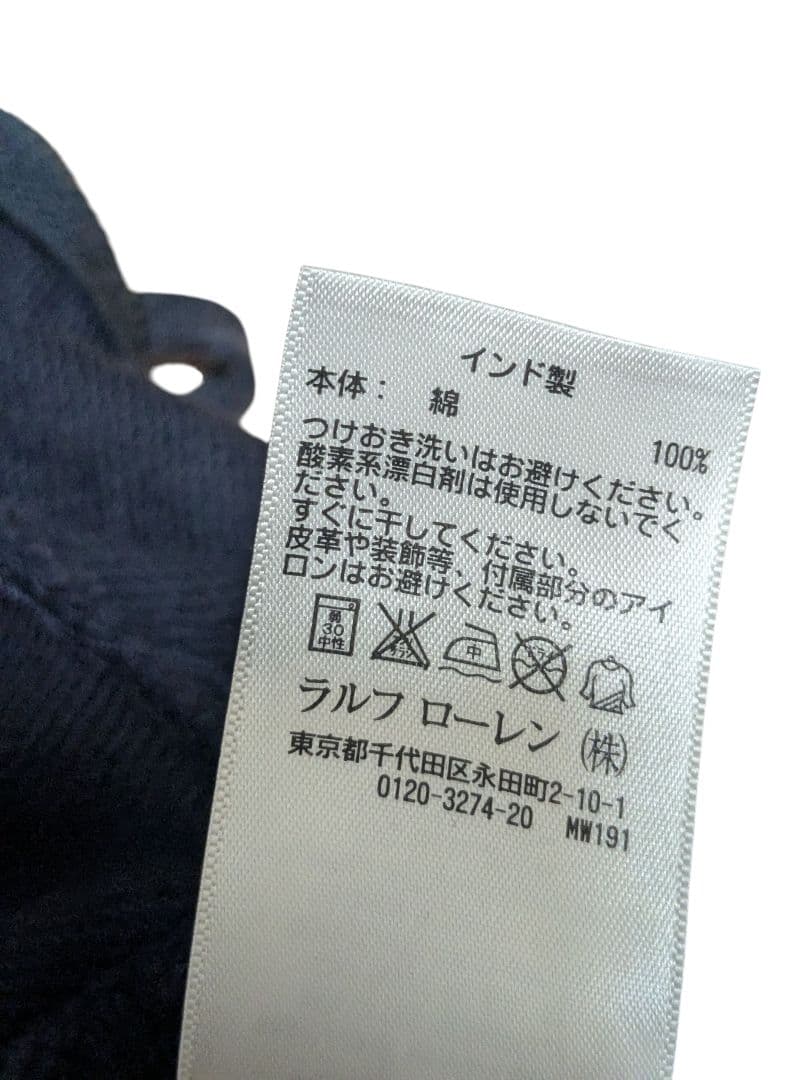 インド製
本体： 綿 100%
つけおき洗いはお避けください。
酸素系漂白剤は使用しないでく
ださい。
すぐに干してください。
皮革や装飾等、付属部分のアイ
ロンはお避けください。
弱
30
中性
中
ラルフ ローレン (株)
東京都千代田区永田町2-10-1
0120-3274-20 MW191